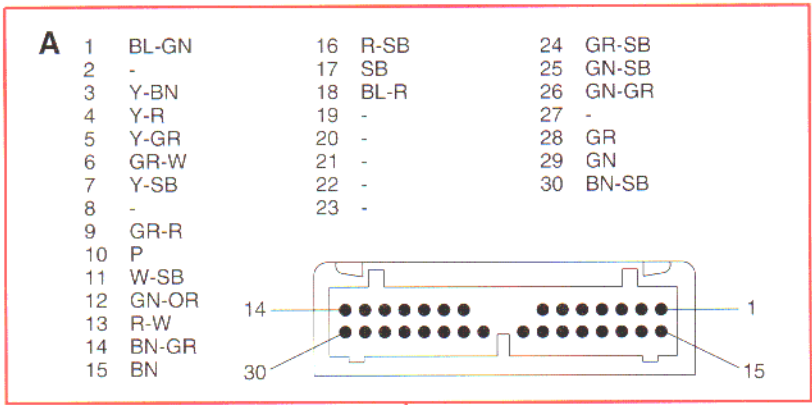 A
1 BL-GN
2 -
3 Y-BN
4 Y-R
5 Y-GR
6 GR-W
7 Y-SB
8 -
9 GR-R
10 P
11 W-SB
12 GN-OR
13 R-W
14 BN-GR
15 BN
16 R-SB
17 SB
18 BL-R
19 -
20 -
21 -
22 -
23 -
24 GR-SB
25 GN-SB
26 GN-GR
27 -
28 GR
29 GN
30 BN-SB
14
1
30
15